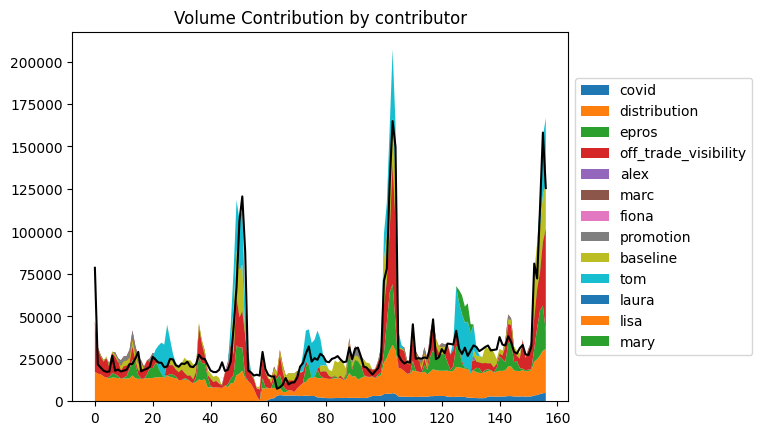 Volume Contribution by contributor
200000
175000
150000
125000
100000
75000
50000
25000
0
0 20 40 60 80 100 120 140 160
covid
distribution
epros
off_trade_visibility
alex
marc
fiona
promotion
baseline
tom
laura
lisa
mary